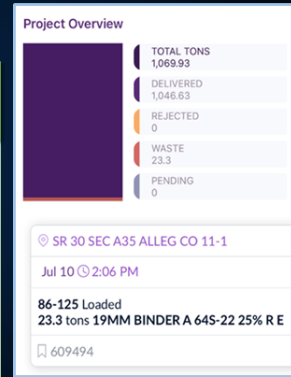 Project Overview
TOTAL TONS
1,069.93
DELIVERED
1,046.63
REJECTED
0
WASTE
23.3
PENDING
0
SR 30 SEC A35 ALLEG CO 11-1
Jul 10 2:06 PM
86-125 Loaded
23.3 tons 19MM BINDER A 64S-22 25% R E
609494